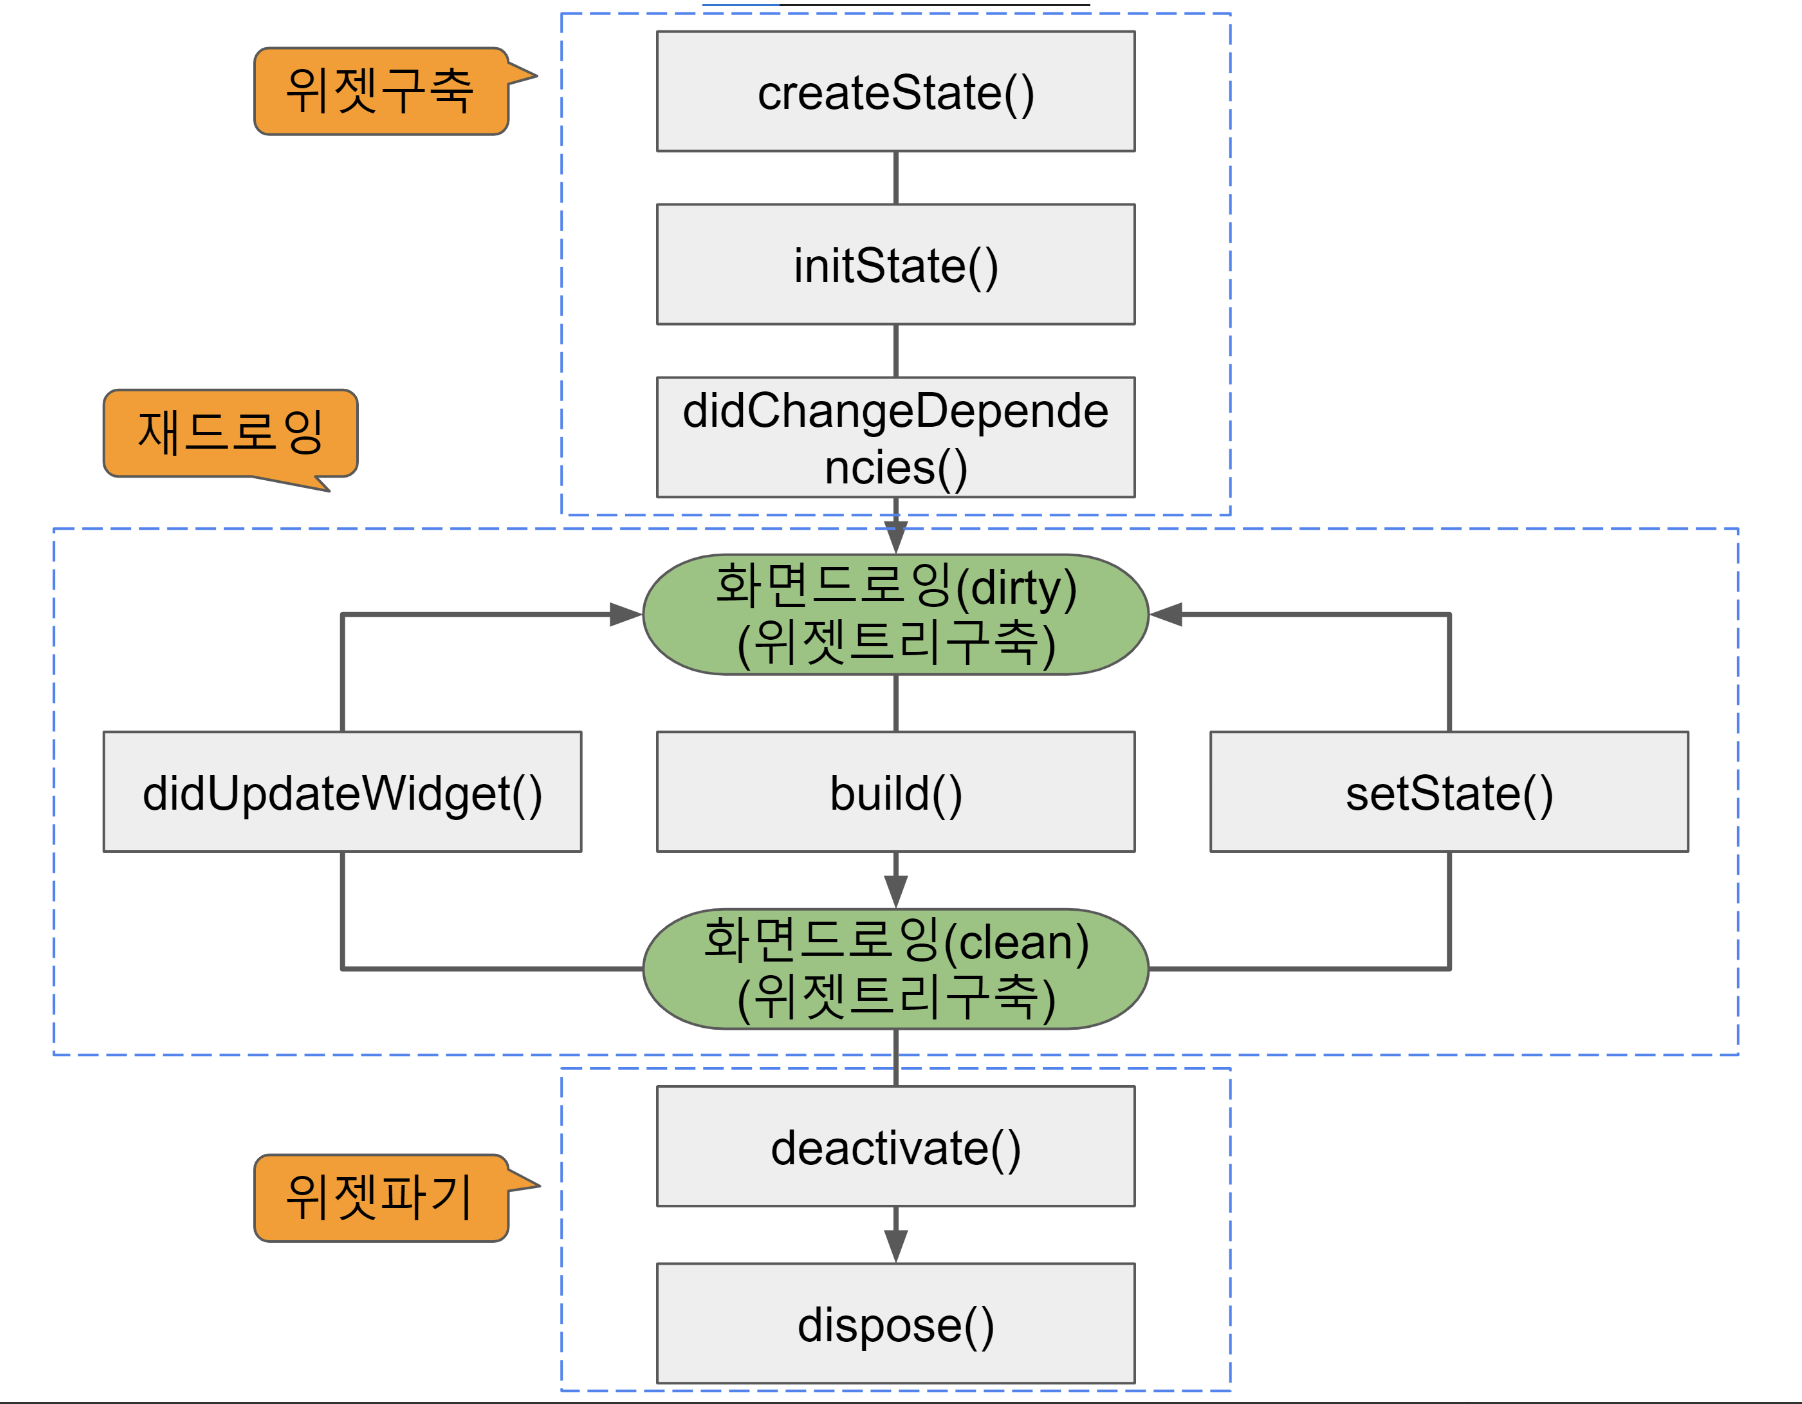 위젯구축
createState()
initState()
재드로잉
didChangeDepende
ncies()
화면드로잉(dirty)
(위젯트리구축)
didUpdateWidget()
build()
setState()
화면드로잉(clean)
(위젯트리구축)
deactivate()
위젯파기
dispose()